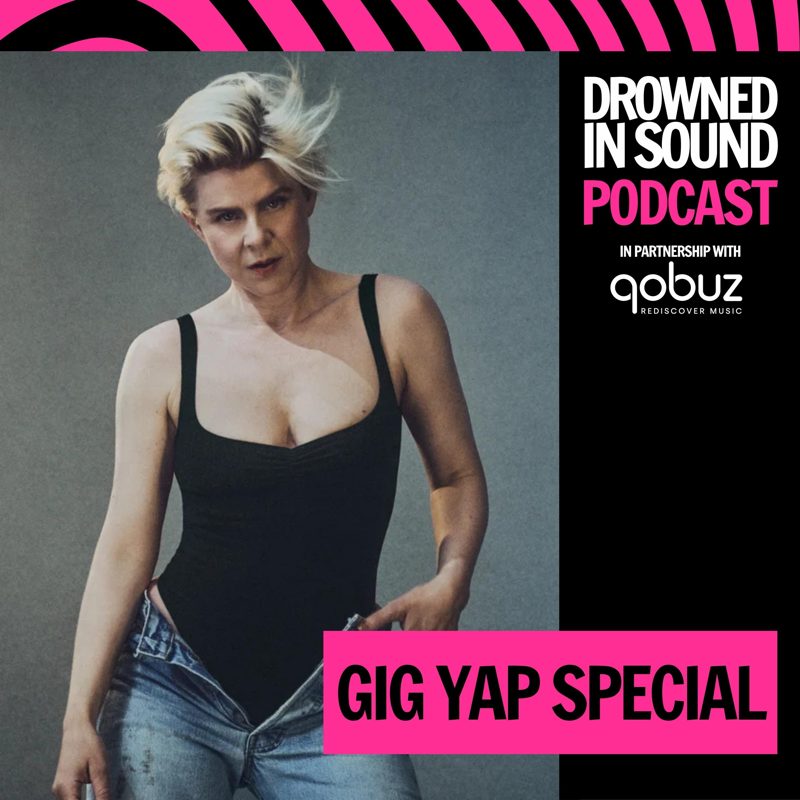 DROWNED
IN SOUND
PODCAST
IN PARTNERSHIP WITH
qobuz
REDISCOVER MUSIC
GIG YAP SPECIAL